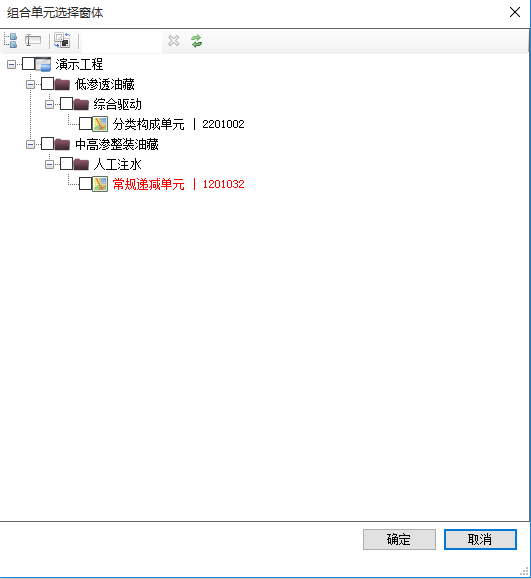 组合单元选择窗体
演示工程
低渗透油藏
综合驱动
分类构成单元 | 2201002
中高渗整装油藏
人工注水
常规递减单元 | 1201032
确定
取消